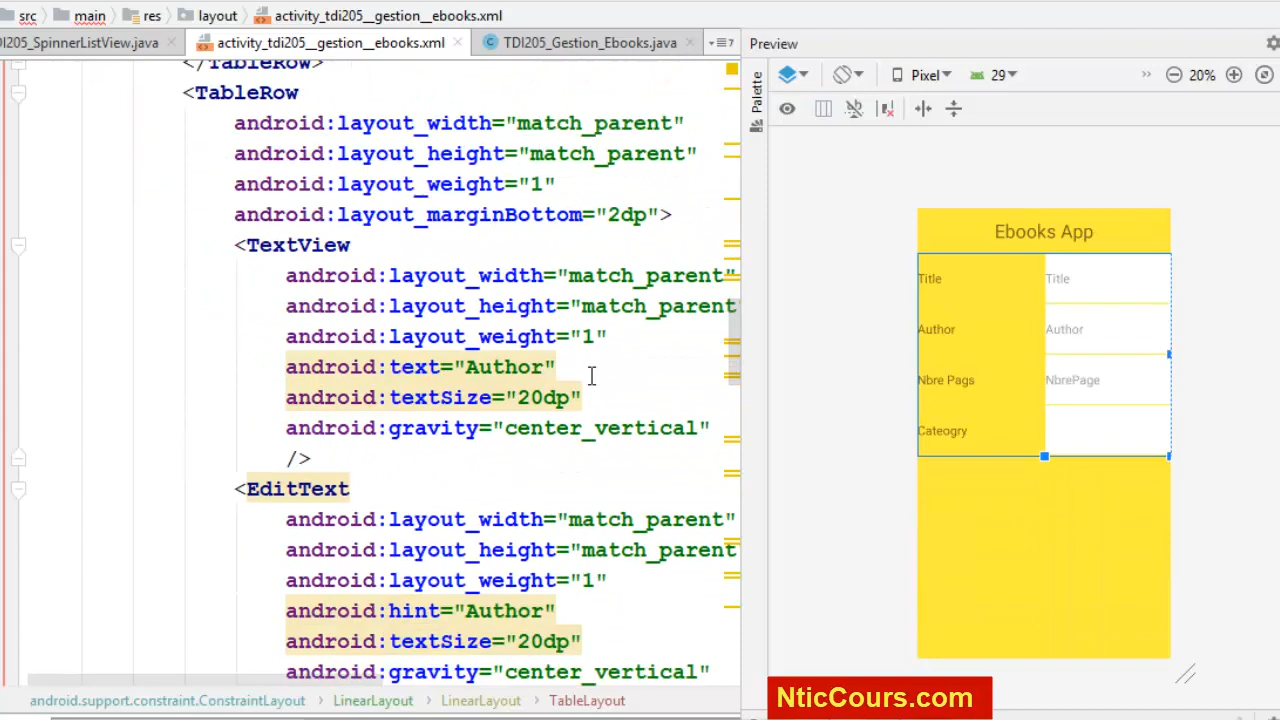 src main res layout activity_tdi205__gestion__ebooks.xml
DI205_SpinnerListView.java activity_tdi205__gestion__ebooks.xml TDI205_Gestion_Ebooks.java 7 Preview
</TableRow>
<TableRow
android:layout_width="match_parent"
android:layout_height="match_parent"
android:layout_weight="1"
android:layout_marginBottom="2dp">
<TextView
android:layout_width="match_parent"
android:layout_height="match_parent"
android:layout_weight="1"
android:text="Author"
android:textSize="20dp"
android:gravity="center_vertical"
/>
<EditText
android:layout_width="match_parent"
android:layout_height="match_parent
android:layout_weight="1"
android:hint="Author"
android:textSize="20dp"
android:gravity="center_vertical"
android.support.constraint.ConstraintLayout LinearLayout LinearLayout TableLayout
Palette
Pixel 29 20%
Ebooks App
Title Title
Author Author
Nbre Pags NbrePage
Cateogry
NticCours.com